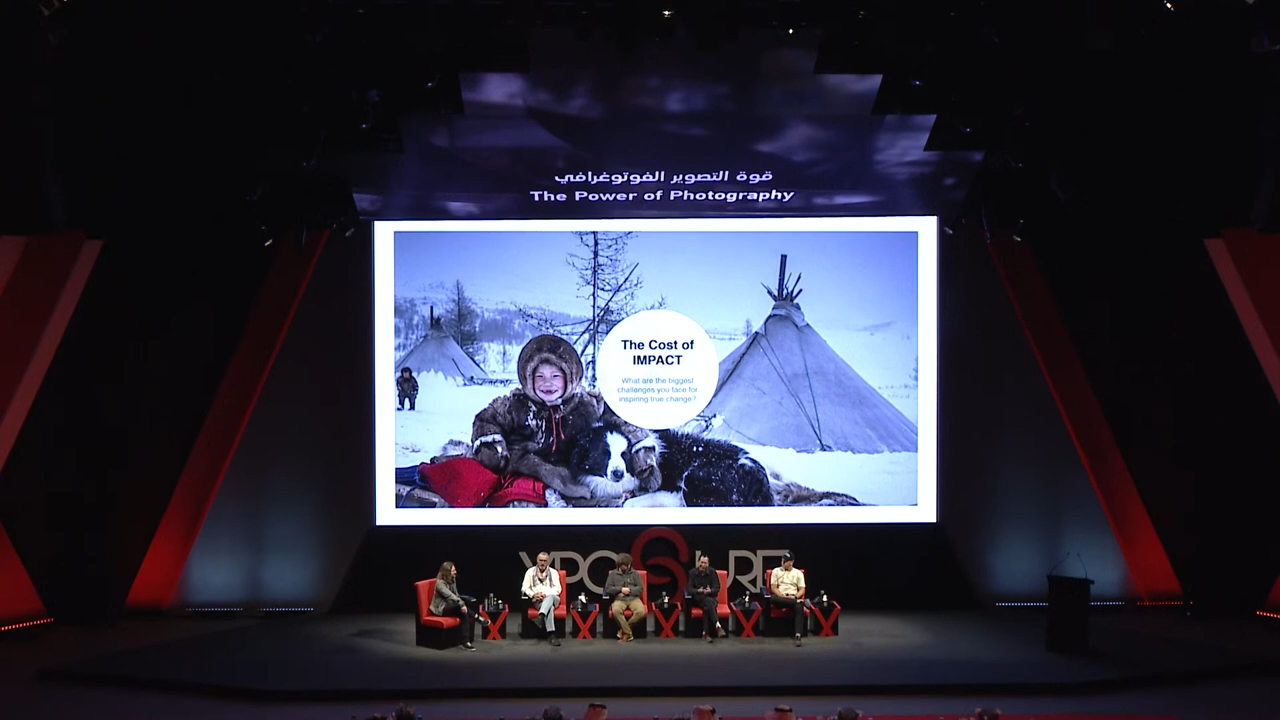 قوة التصوير الفوتوغرافي
The Power of Photography
The Cost of
IMPACT
What are the biggest
challenges you face for
inspiring true change?